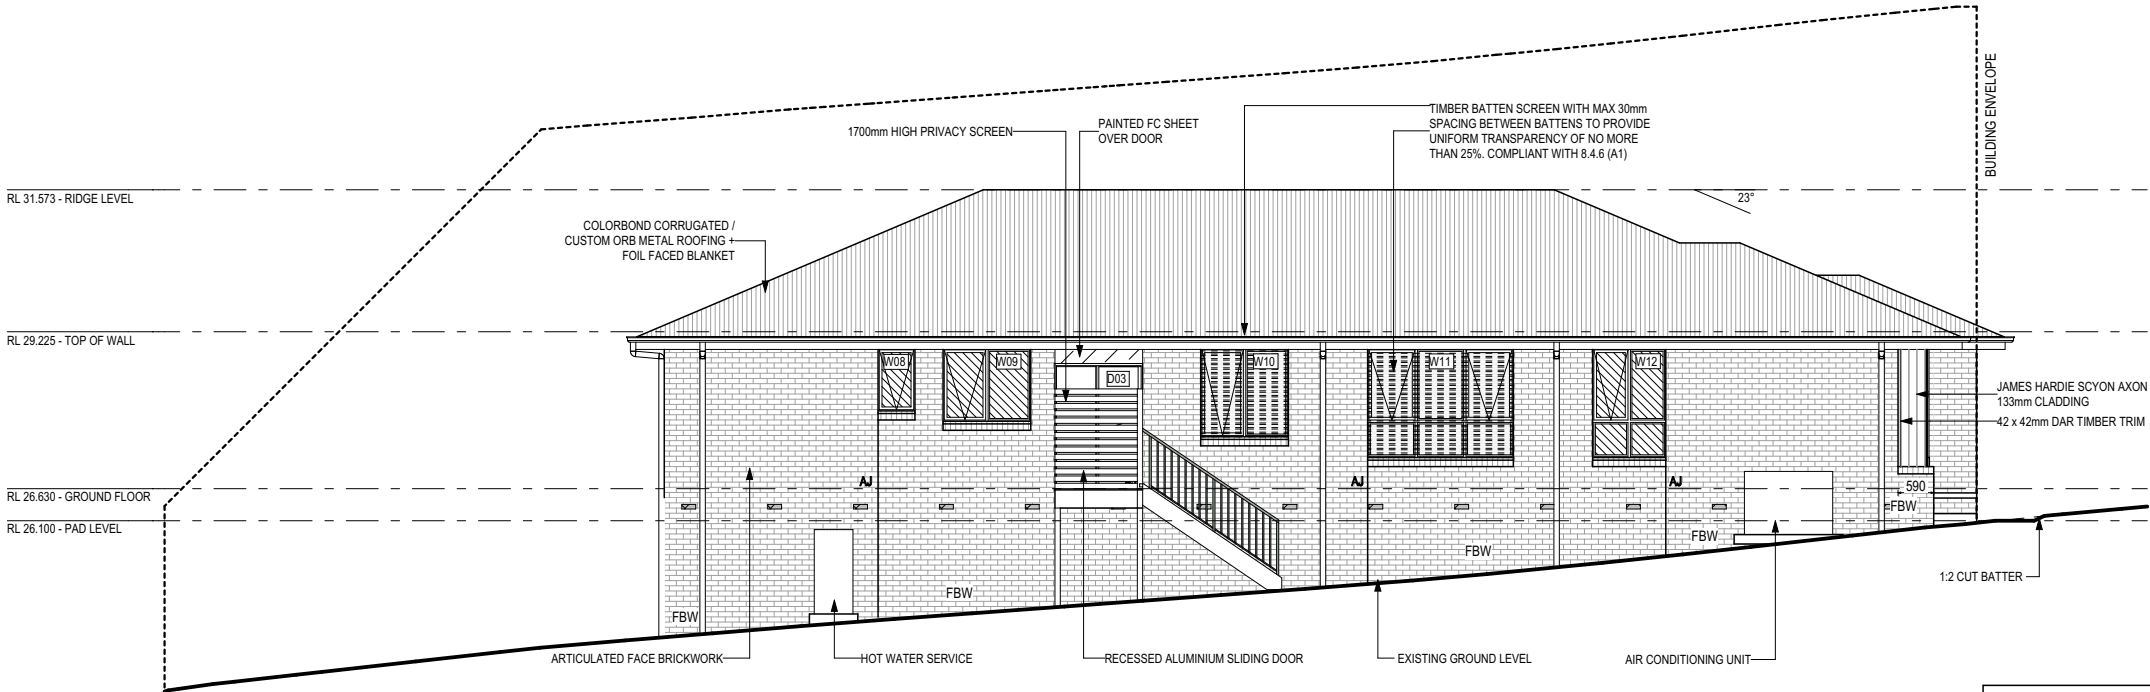 BUILDING ENVELOPE
TIMBER BATTEN SCREEN WITH MAX 30mm
SPACING BETWEEN BATTENS TO PROVIDE
UNIFORM TRANSPARENCY OF NO MORE
THAN 25%. COMPLIANT WITH 8.4.6 (A1)
1700mm HIGH PRIVACY SCREEN
PAINTED FC SHEET
OVER DOOR
RL 31.573 - RIDGE LEVEL
23°
COLORBOND CORRUGATED /
CUSTOM ORB METAL ROOFING +
FOIL FACED BLANKET
RL 29.225 - TOP OF WALL
W08
W09
D03
W10
W11
W12
JAMES HARDIE SCYON AXON
133mm CLADDING
42 x 42mm DAR TIMBER TRIM
RL 26.630 - GROUND FLOOR
AJ
AJ
AJ
590
RL 26.100 - PAD LEVEL
FBW
FBW
FBW
FBW
FBW
1:2 CUT BATTER
ARTICULATED FACE BRICKWORK
HOT WATER SERVICE
RECESSED ALUMINIUM SLIDING DOOR
EXISTING GROUND LEVEL
AIR CONDITIONING UNIT